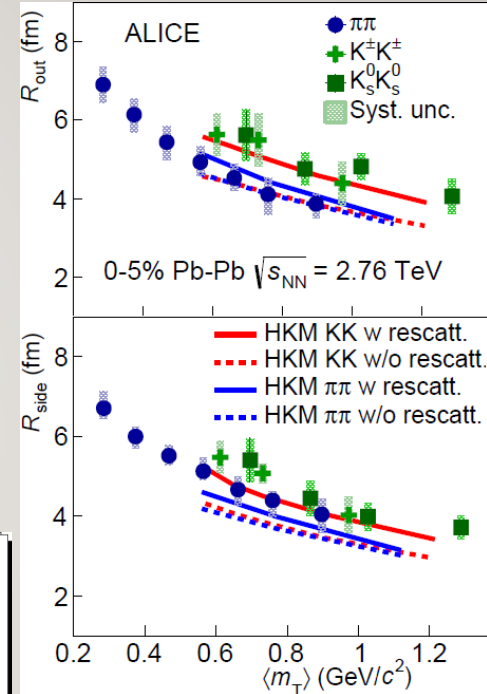 ALICE
ππ
K±K±
K⁰ₛK⁰ₛ
Syst. unc.
R_out (fm)
8
6
4
2
0-5% Pb-Pb √s_NN = 2.76 TeV
HKM KK w rescatt.
HKM KK w/o rescatt.
HKM ππ w rescatt.
HKM ππ w/o rescatt.
R_side (fm)
8
6
4
2
0.2 0.4 0.6 0.8 1 1.2
⟨m_T⟩ (GeV/c²)